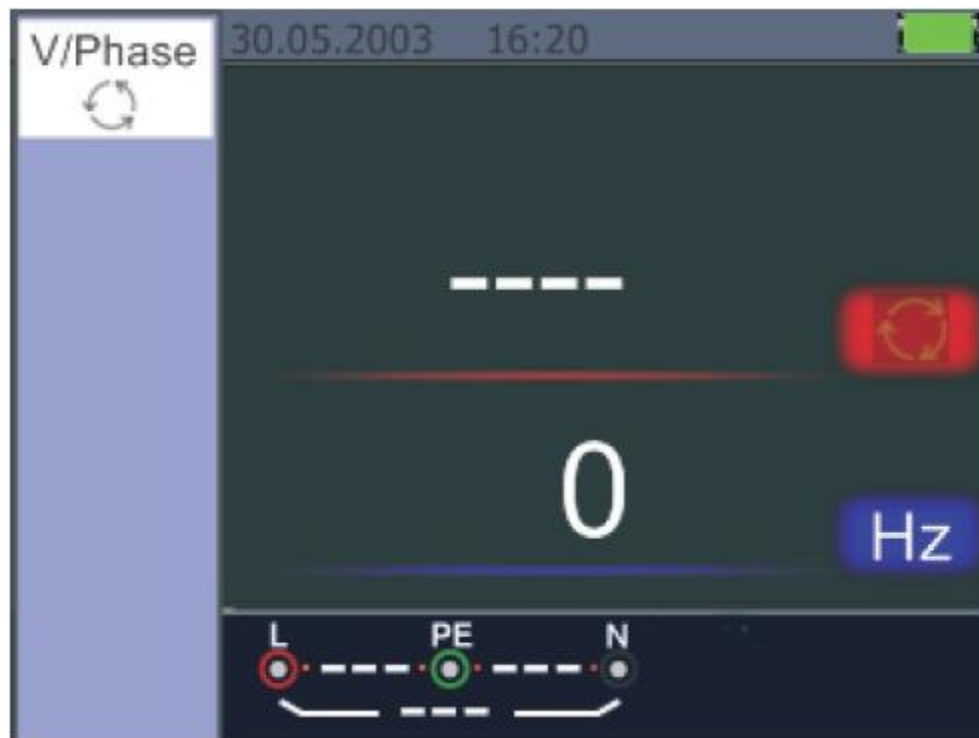 V/Phase
30.05.2003 16:20
----
0
Hz
L PE N
--- ---
---